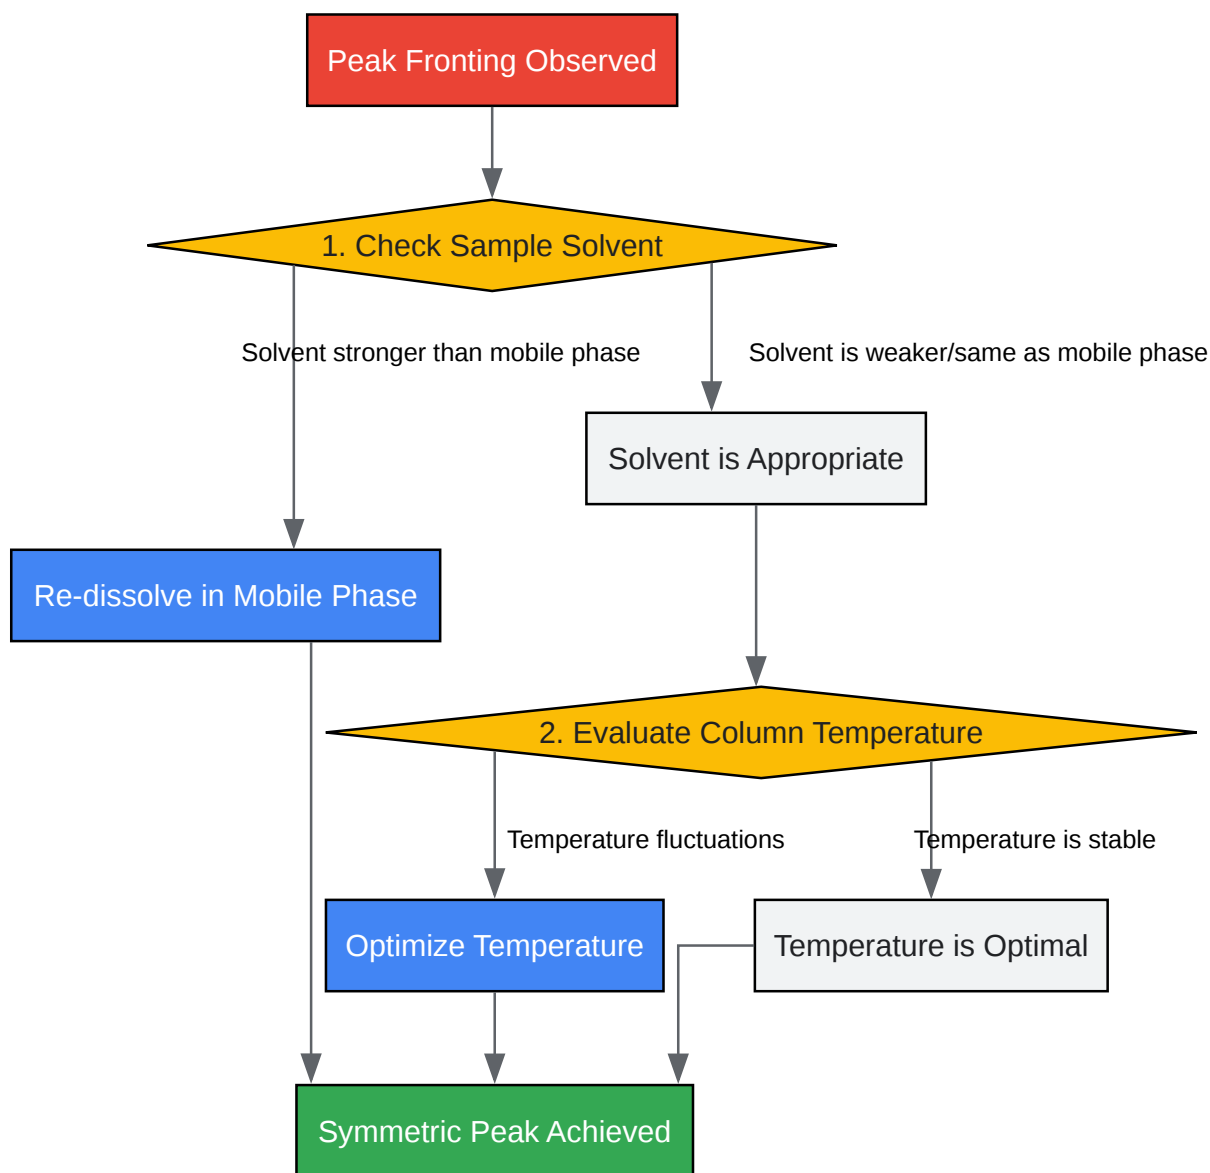 Peak Fronting Observed
1. Check Sample Solvent
Solvent stronger than mobile phase
Solvent is weaker/same as mobile phase
Solvent is Appropriate
Re-dissolve in Mobile Phase
2. Evaluate Column Temperature
Temperature fluctuations
Temperature is stable
Optimize Temperature
Temperature is Optimal
Symmetric Peak Achieved